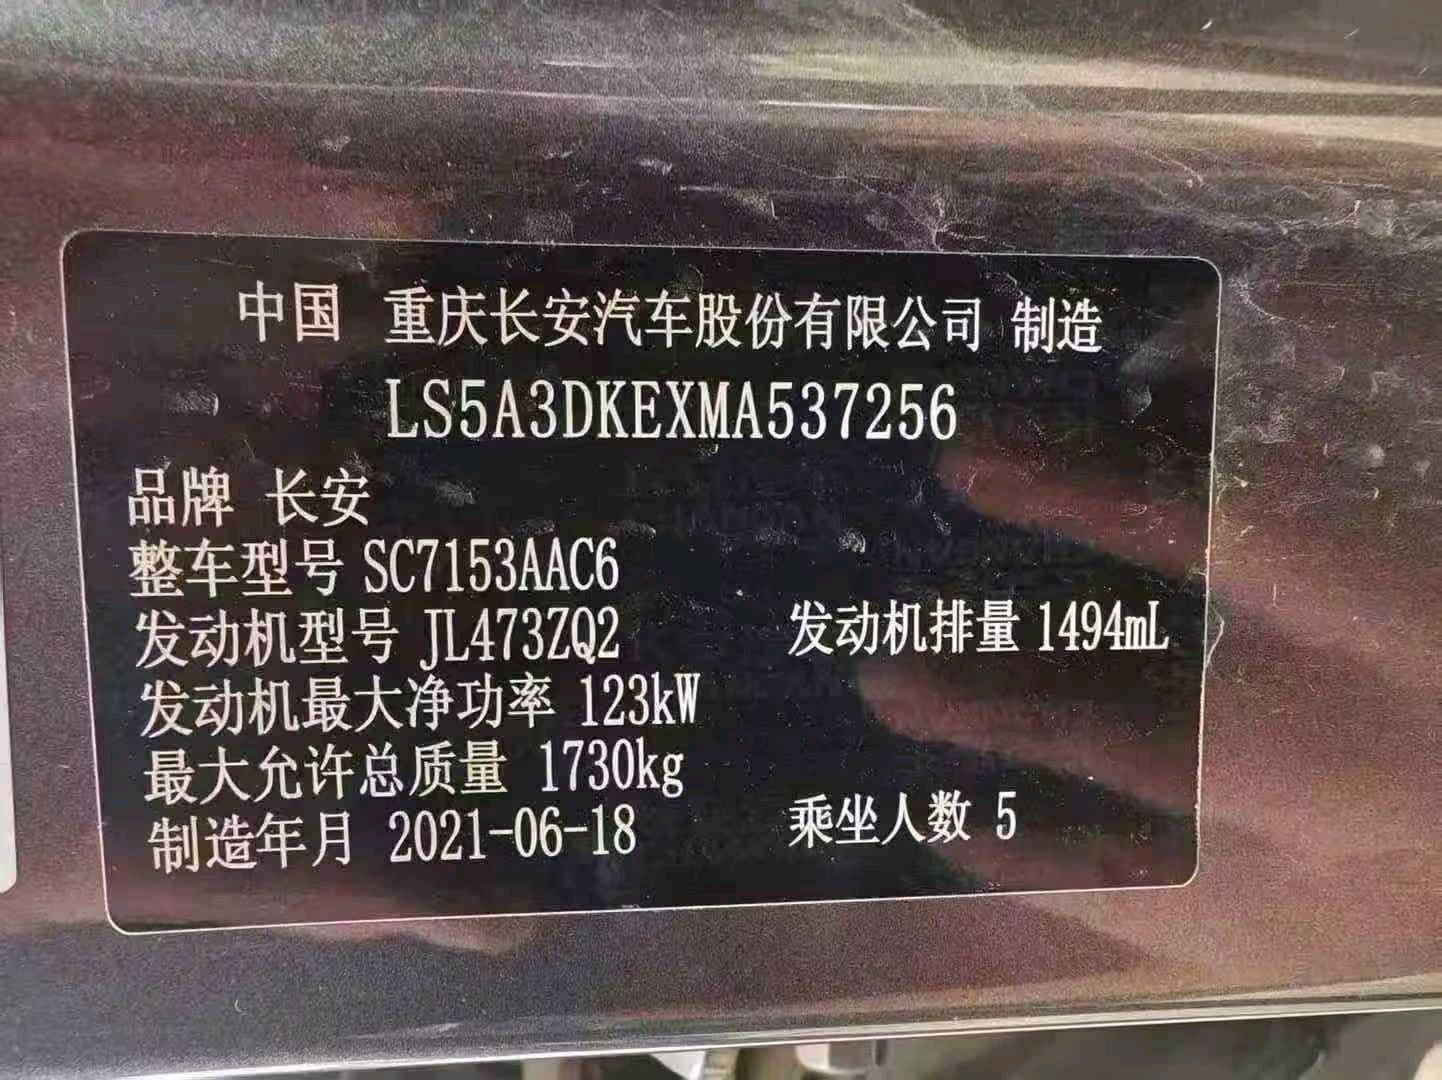 中国 重庆长安汽车股份有限公司 制造
LS5A3DKEXMA537256
品牌 长安
整车型号 SC7153AAC6
发动机型号 JL473ZQ2 发动机排量 1494mL
发动机最大净功率 123kW
最大允许总质量 1730kg
制造年月 2021-06-18 乘坐人数 5